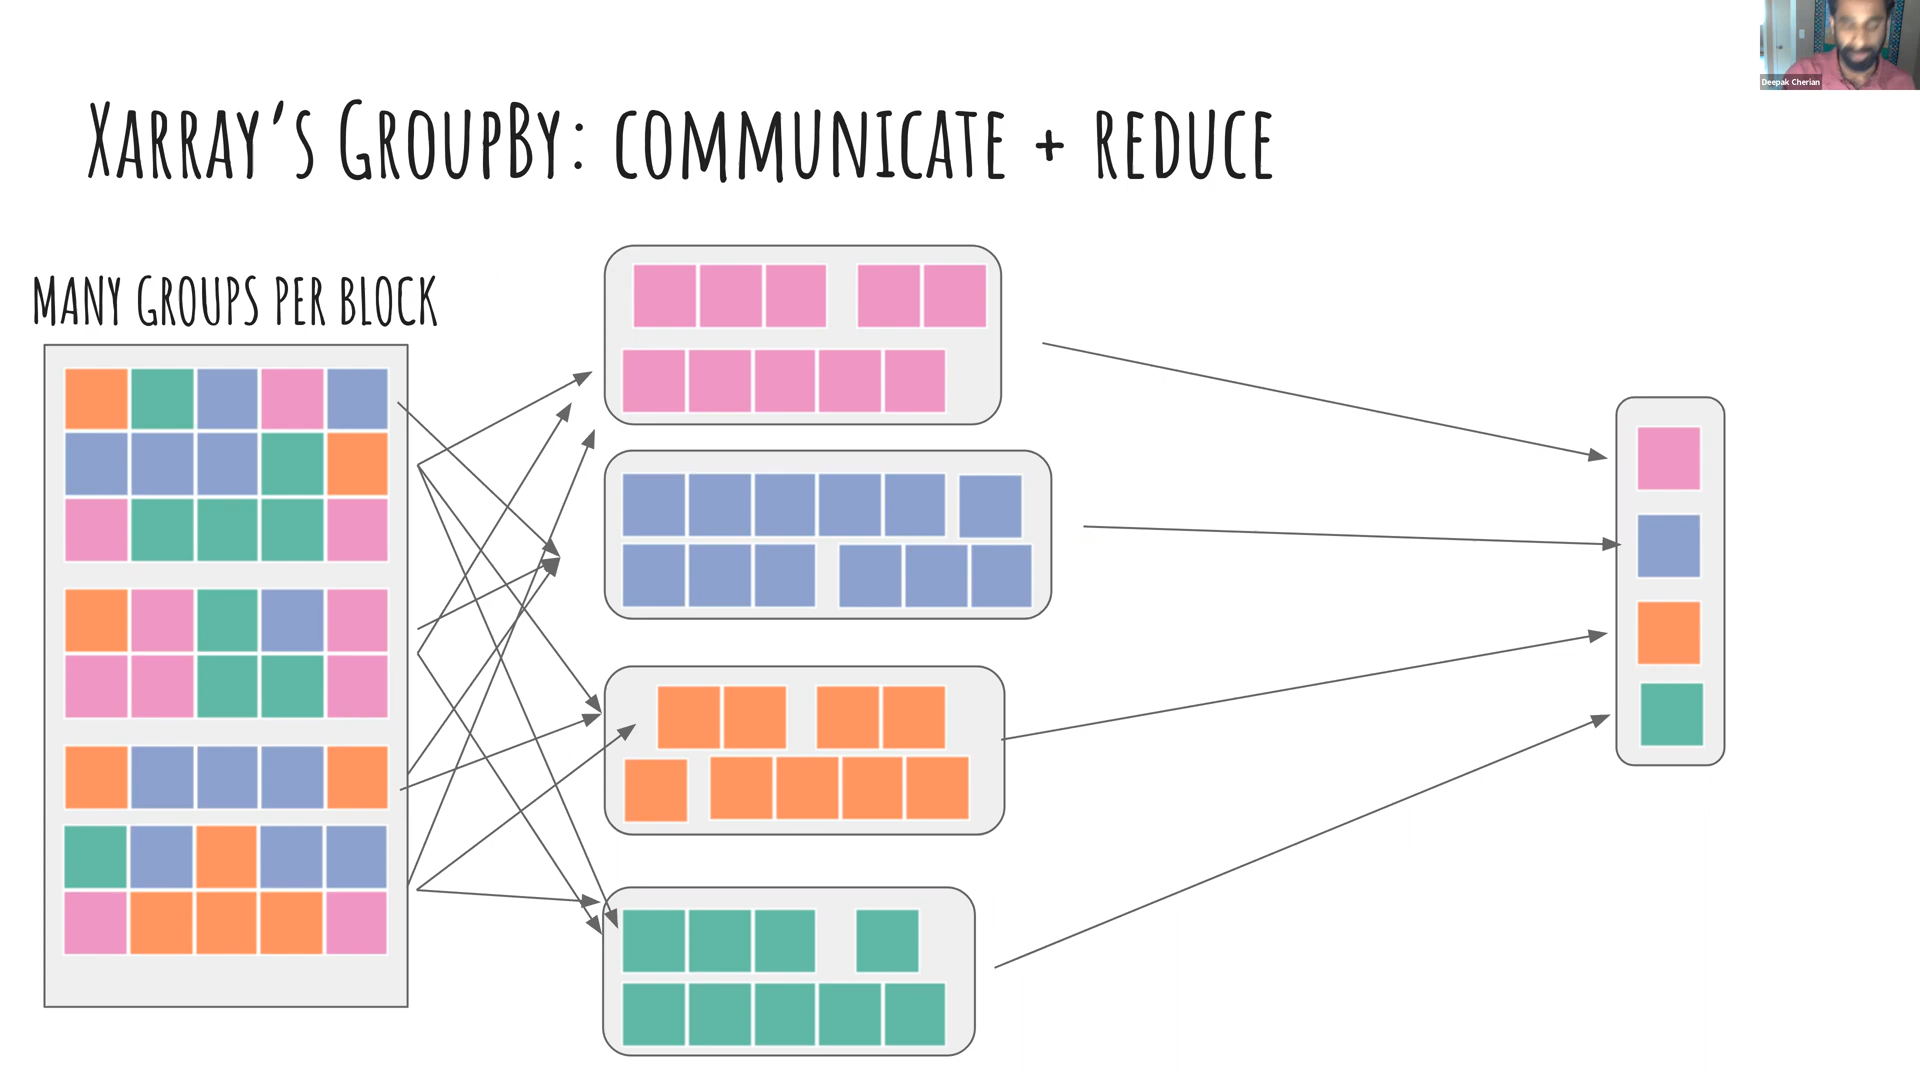 Deepak Cherian
Xarray's GroupBy: communicate + reduce
Many groups per block